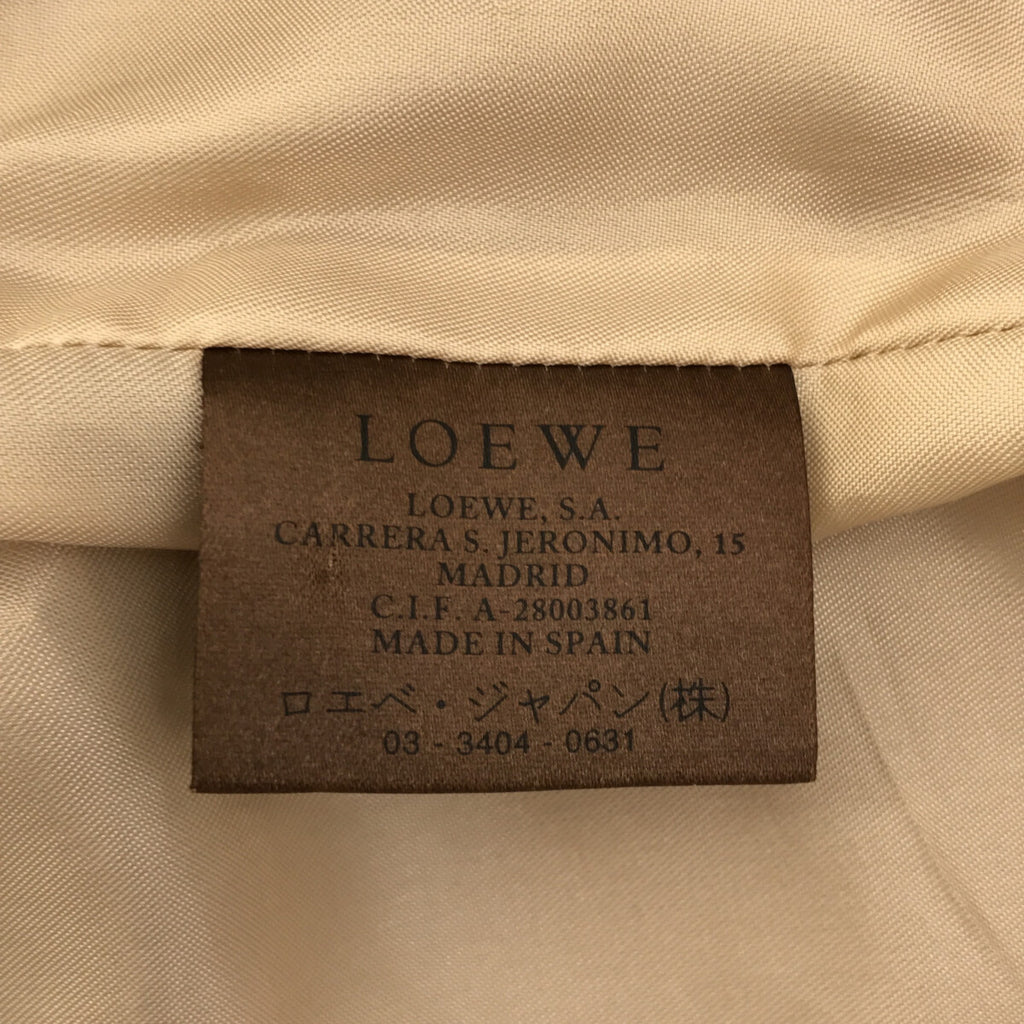 LOEWE
LOEWE, S.A.
CARRERA S. JERONIMO, 15
MADRID
C.I.F. A-28003861
MADE IN SPAIN
ロエベ・ジャパン(株)
03 - 3404 - 0631